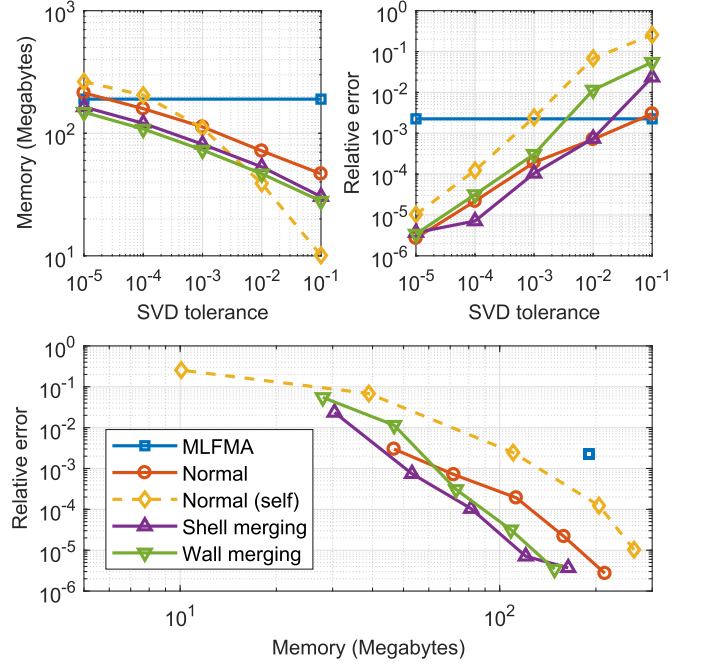 Memory (Megabytes)
10^3
10^2
10^1
10^-5 10^-4 10^-3 10^-2 10^-1
SVD tolerance
Relative error
10^0
10^-1
10^-2
10^-3
10^-4
10^-5
10^-6
10^-5 10^-4 10^-3 10^-2 10^-1
SVD tolerance
Relative error
10^0
10^-1
10^-2
10^-3
10^-4
10^-5
10^-6
MLFMA
Normal
Normal (self)
Shell merging
Wall merging
10^1 10^2
Memory (Megabytes)